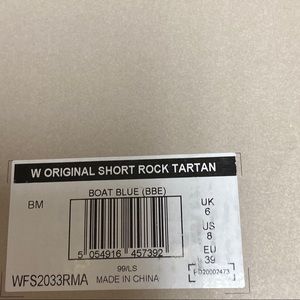 W ORIGINAL SHORT ROCK TARTAN
BOAT BLUE (BBE)
BM
UK
6
US
8
EU
39
5 054916 457392
99/LS
MADE IN CHINA
WFS2033RMA
PO20002473